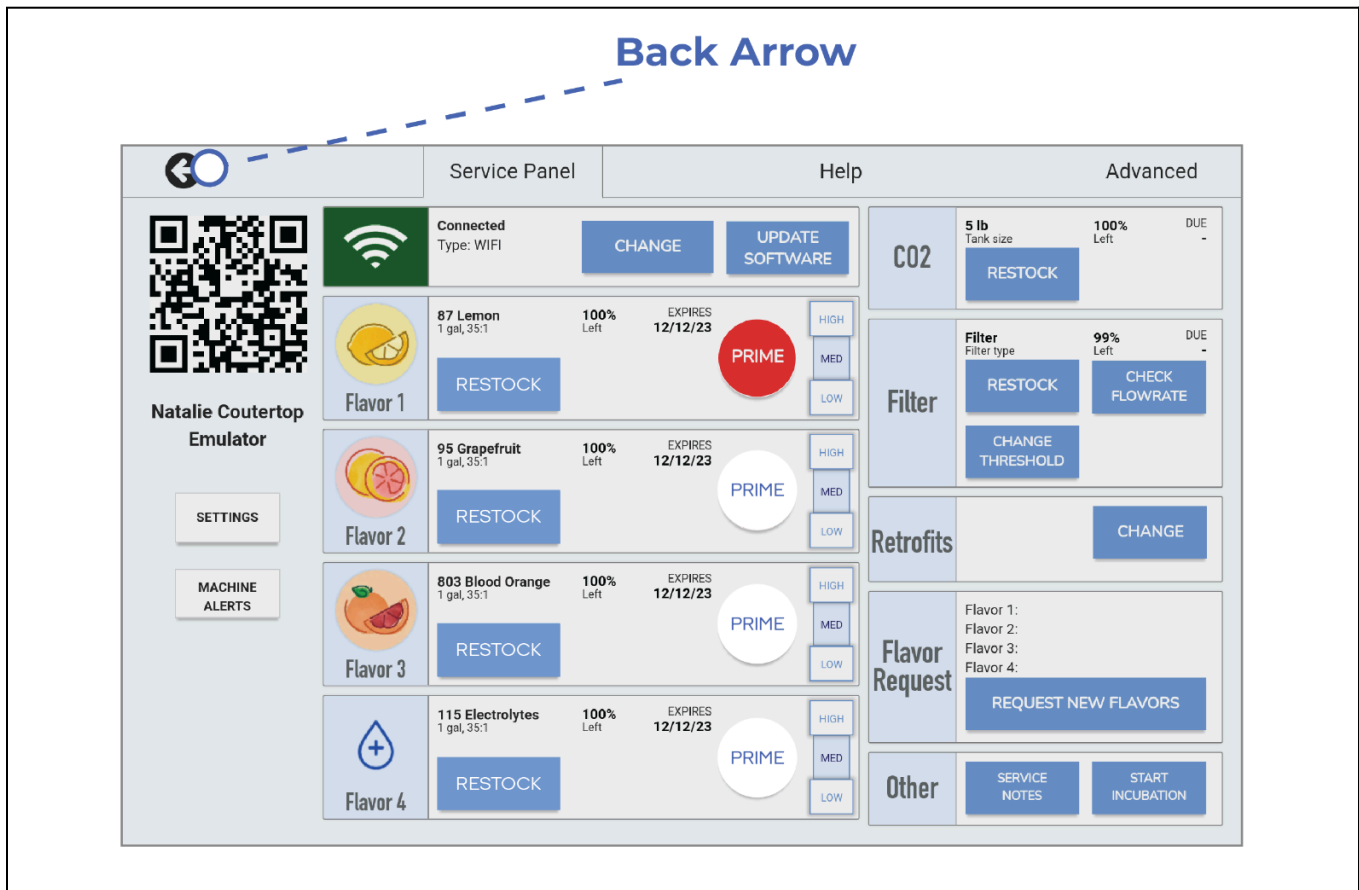 Back Arrow
Service Panel
Help
Advanced
Natalie Coutertop
Emulator
SETTINGS
MACHINE
ALERTS
Connected
Type: WIFI
CHANGE
UPDATE
SOFTWARE
Flavor 1
87 Lemon
1 gal, 35:1
100%
Left
EXPIRES
12/12/23
RESTOCK
PRIME
HIGH
MED
LOW
Flavor 2
95 Grapefruit
1 gal, 35:1
100%
Left
EXPIRES
12/12/23
RESTOCK
PRIME
HIGH
MED
LOW
Flavor 3
803 Blood Orange
1 gal, 35:1
100%
Left
EXPIRES
12/12/23
RESTOCK
PRIME
HIGH
MED
LOW
Flavor 4
115 Electrolytes
1 gal, 35:1
100%
Left
EXPIRES
12/12/23
RESTOCK
PRIME
HIGH
MED
LOW
CO2
5 lb
Tank size
100%
Left
DUE
-
RESTOCK
Filter
Filter
Filter type
99%
Left
DUE
-
RESTOCK
CHECK
FLOWRATE
CHANGE
THRESHOLD
Retrofits
CHANGE
Flavor
Request
Flavor 1:
Flavor 2:
Flavor 3:
Flavor 4:
REQUEST NEW FLAVORS
Other
SERVICE
NOTES
START
INCUBATION